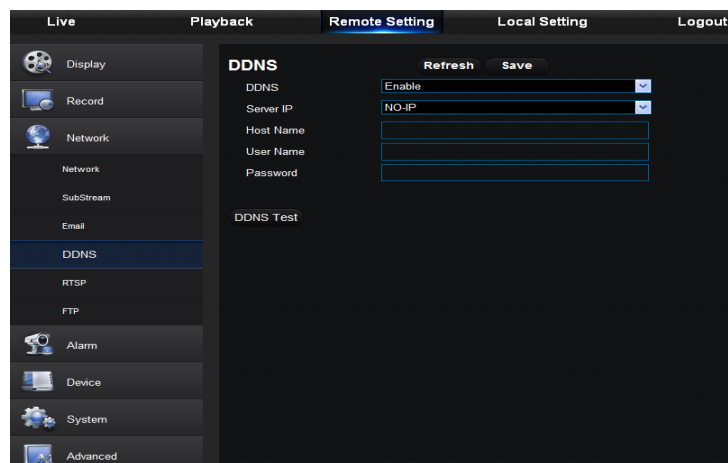 Live Playback Remote Setting Local Setting Logout
Display
Record
Network
Network
SubStream
Email
DDNS
RTSP
FTP
Alarm
Device
System
Advanced
DDNS Refresh Save
DDNS Enable
Server IP NO-IP
Host Name
User Name
Password
DDNS Test